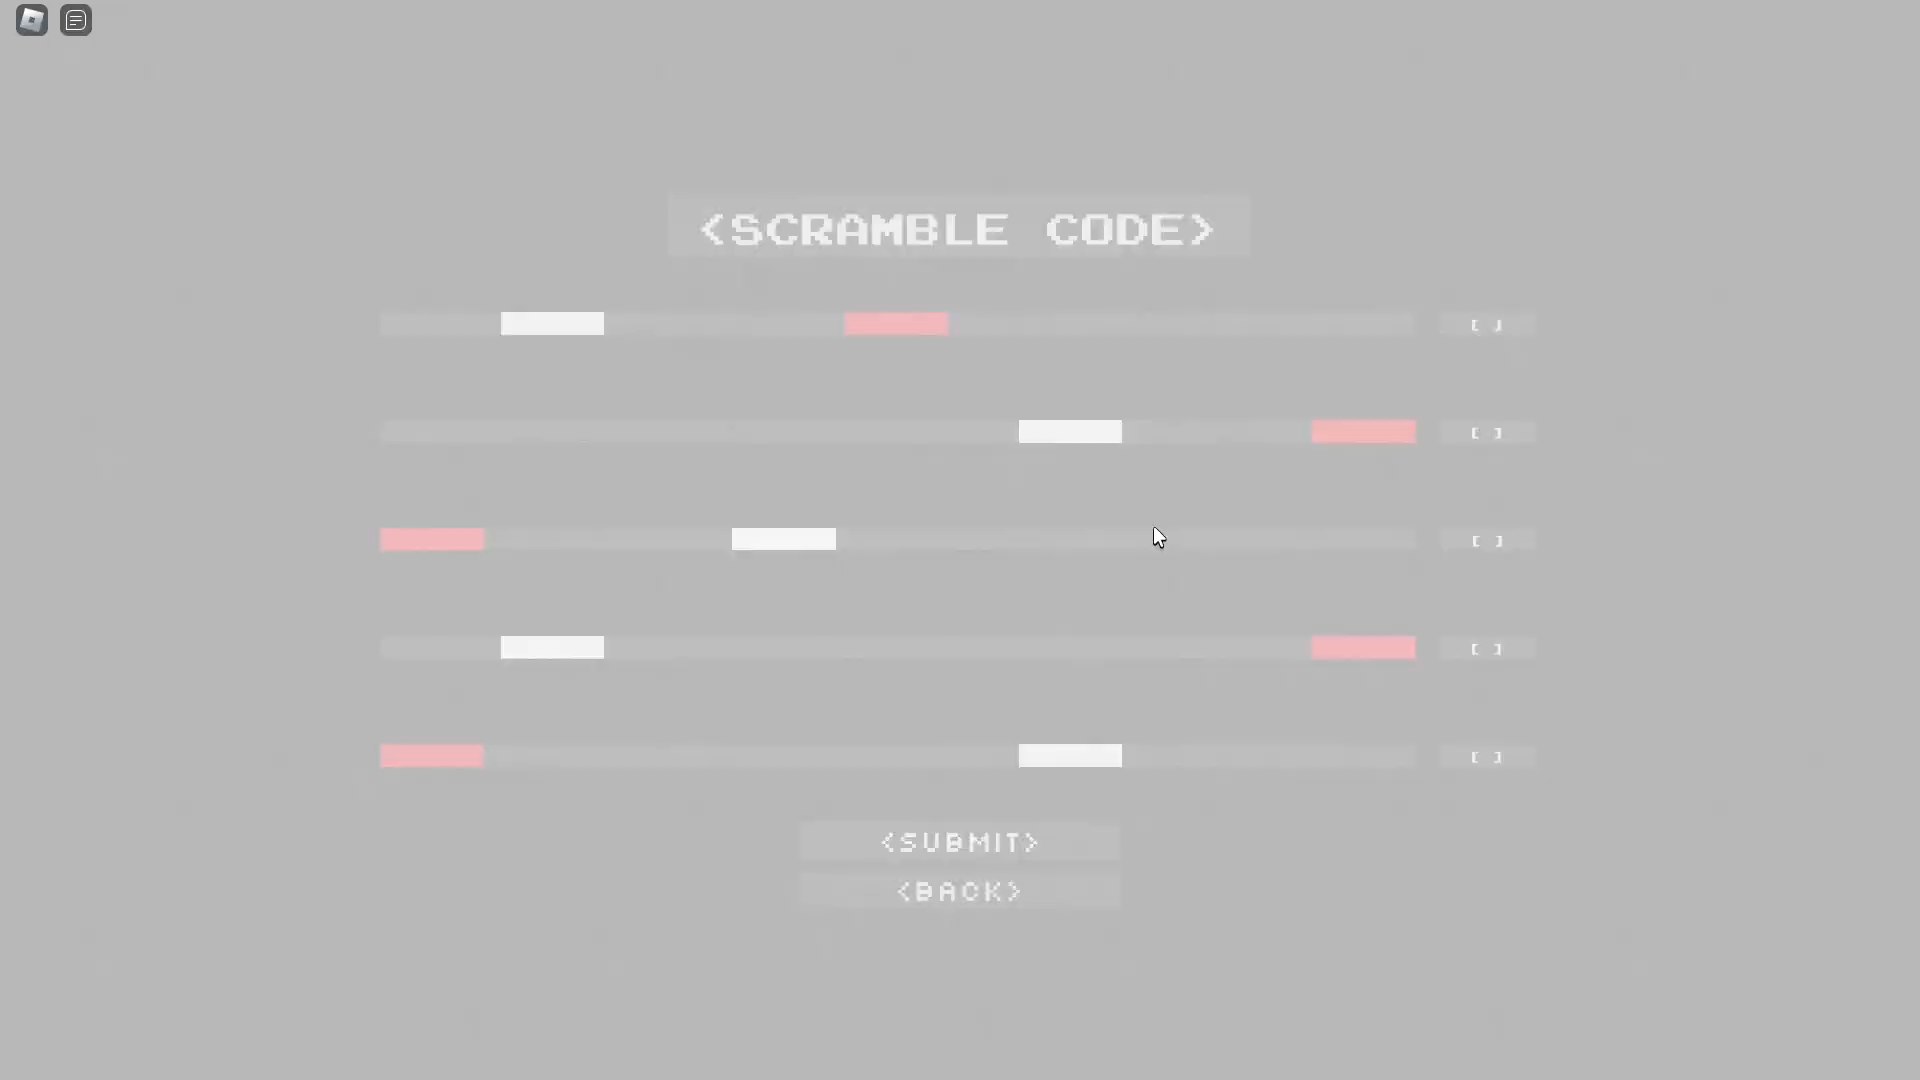 <SCRAMBLE CODE>
[ ]
[ ]
[ ]
[ ]
[ ]
<SUBMIT>
<BACK>